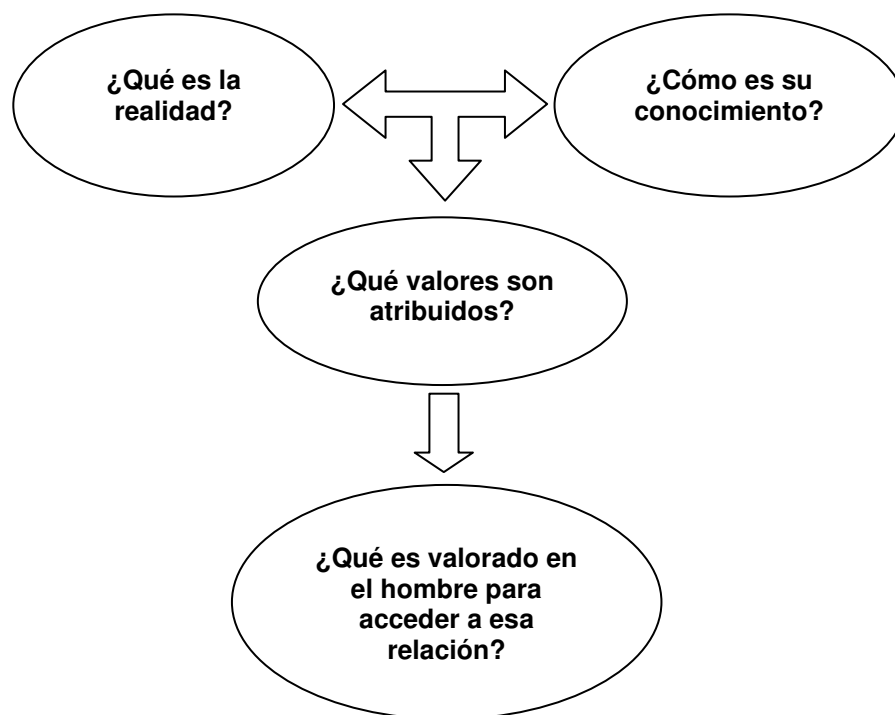 ¿Qué es la
realidad?
¿Cómo es su
conocimiento?
¿Qué valores son
atribuidos?
¿Qué es valorado en
el hombre para
acceder a esa
relación?